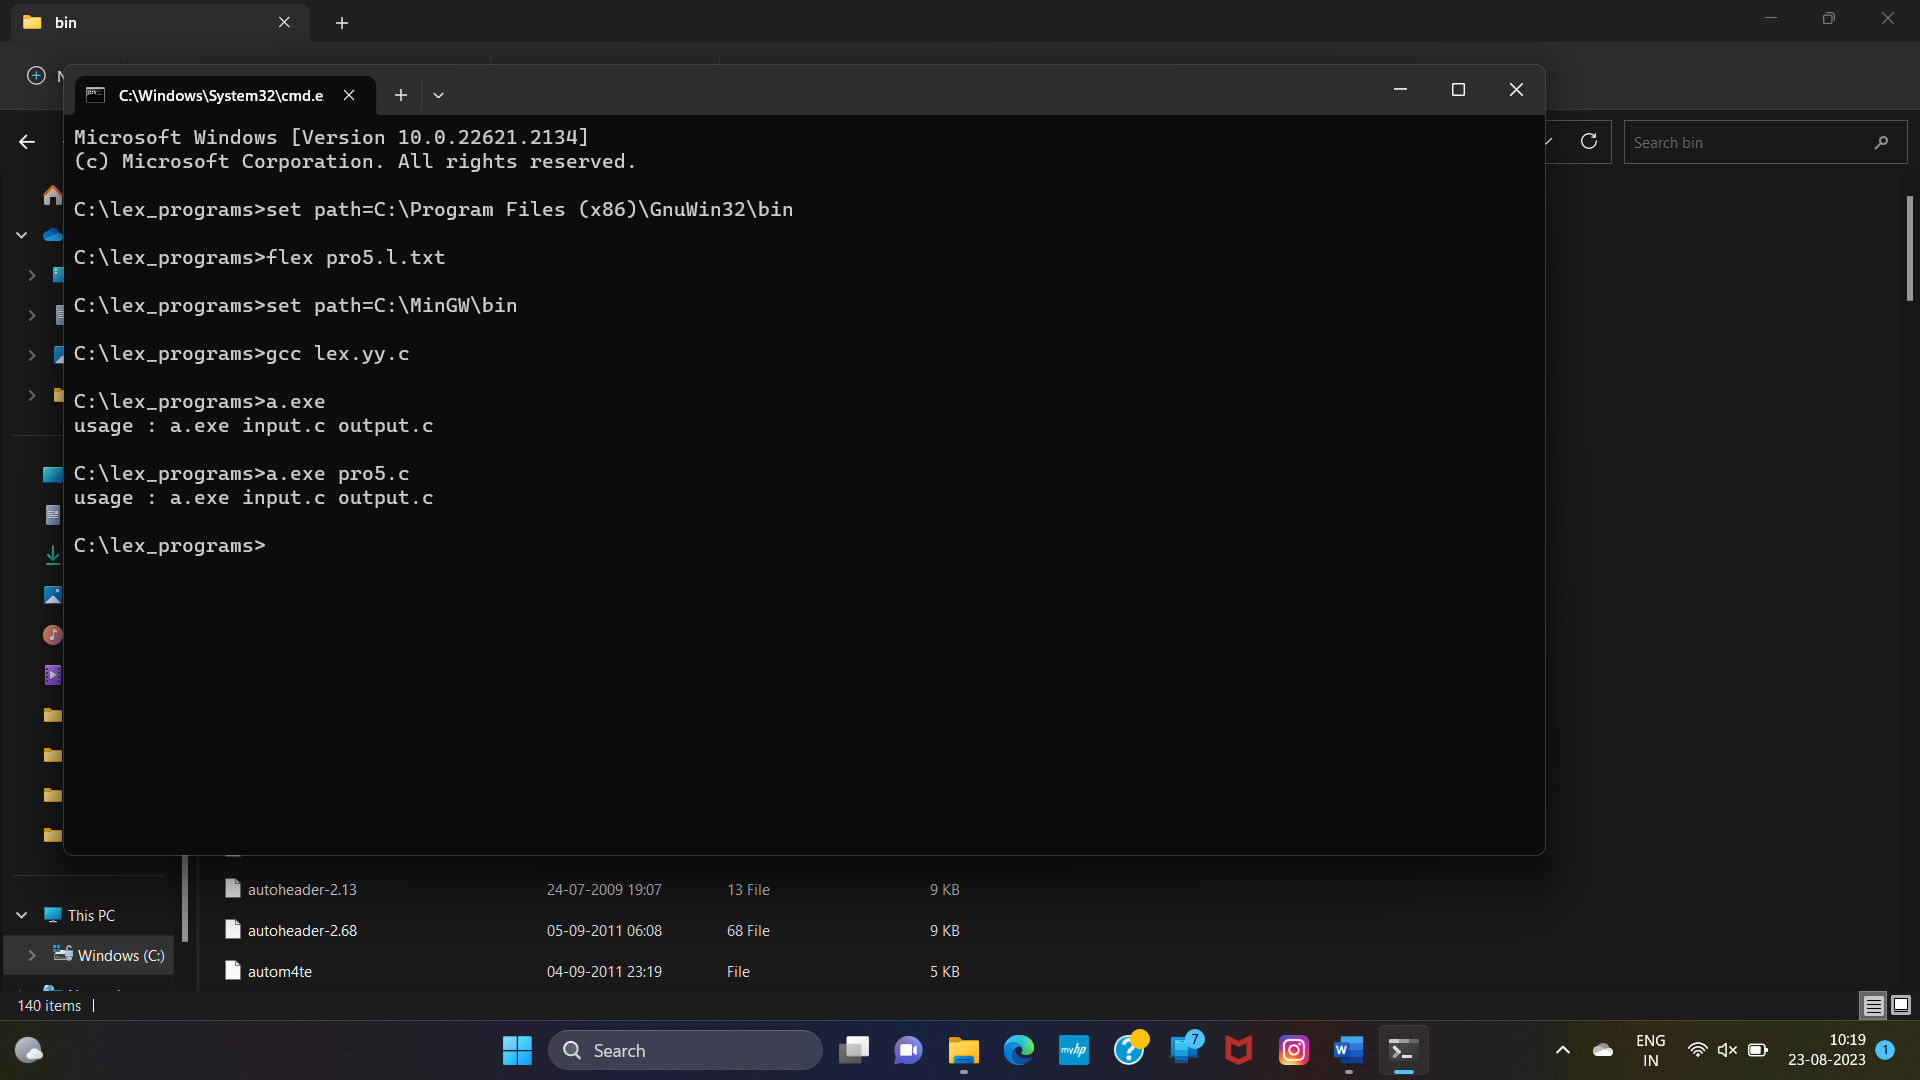 bin
N
C:\Windows\System32\cmd.e
Microsoft Windows [Version 10.0.22621.2134]
(c) Microsoft Corporation. All rights reserved.
C:\lex_programs>set path=C:\Program Files (x86)\GnuWin32\bin
C:\lex_programs>flex pro5.l.txt
C:\lex_programs>set path=C:\MinGW\bin
C:\lex_programs>gcc lex.yy.c
C:\lex_programs>a.exe
usage : a.exe input.c output.c
C:\lex_programs>a.exe pro5.c
usage : a.exe input.c output.c
C:\lex_programs>
Search bin
autoheader-2.13 24-07-2009 19:07 13 File 9 KB
autoheader-2.68 05-09-2011 06:08 68 File 9 KB
autom4te 04-09-2011 23:19 File 5 KB
This PC
Windows (C:)
140 items
Search
myhp
7
W
ENG
IN
10:19
23-08-2023
1